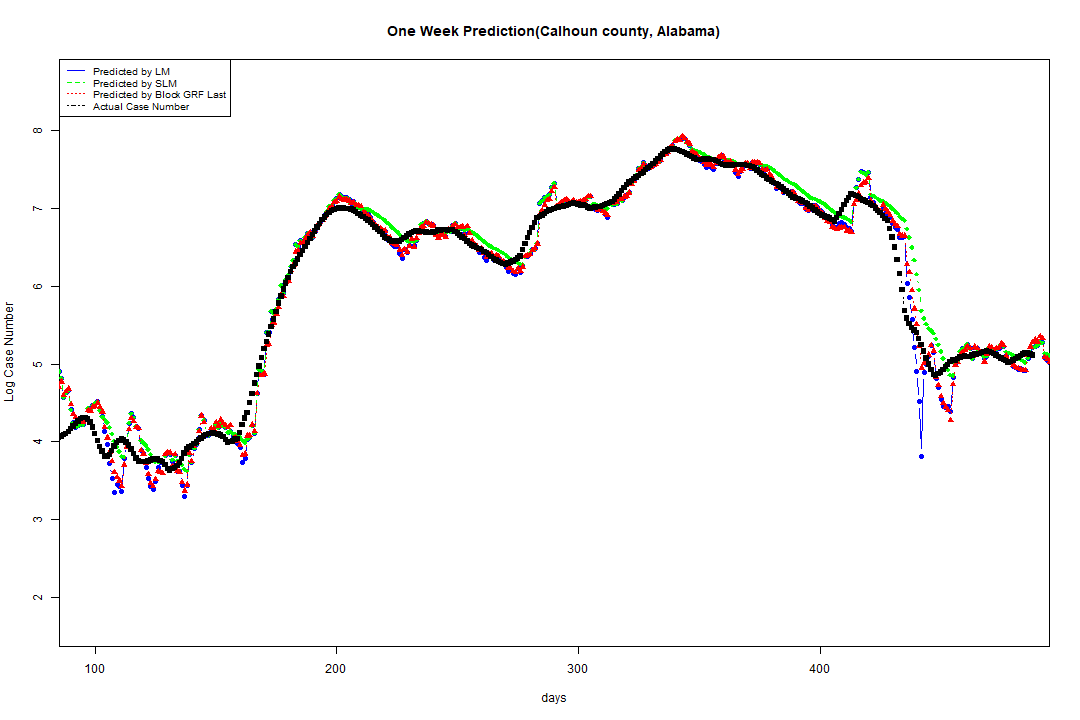 One Week Prediction(Calhoun county, Alabama)
Predicted by LM
Predicted by SLM
Predicted by Block GRF Last
Actual Case Number
8
7
6
5
4
3
2
Log Case Number
100 200 300 400
days